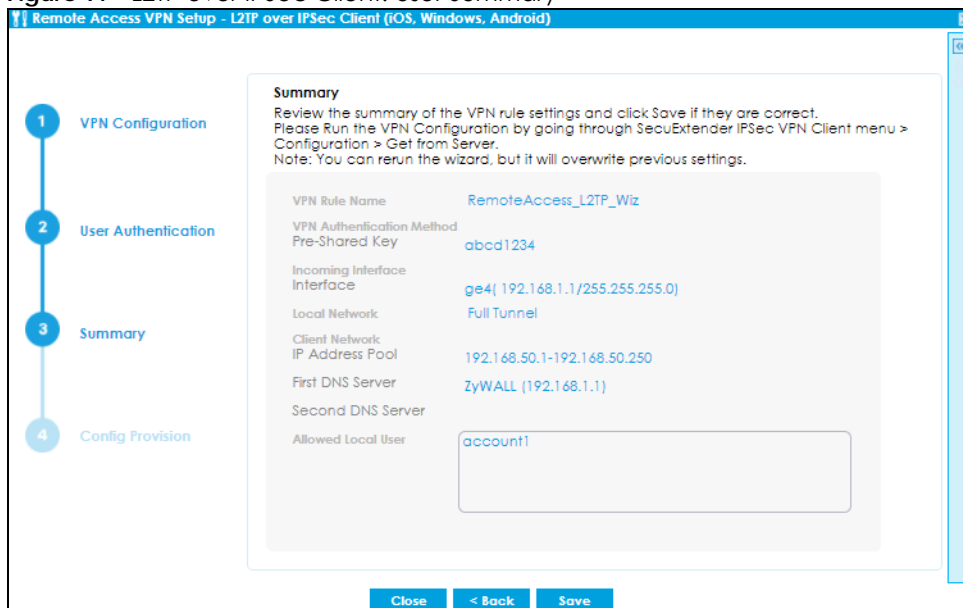 Remote Access VPN Setup - L2TP over IPSec Client (iOS, Windows, Android)
1 VPN Configuration
2 User Authentication
3 Summary
4 Config Provision
Summary
Review the summary of the VPN rule settings and click Save if they are correct.
Please Run the VPN Configuration by going through SecuExtender IPSec VPN Client menu >
Configuration > Get from Server.
Note: You can rerun the wizard, but it will overwrite previous settings.
VPN Rule Name RemoteAccess_L2TP_Wiz
VPN Authentication Method
Pre-Shared Key abcd1234
Incoming Interface
Interface ge4( 192.168.1.1/255.255.255.0)
Local Network Full Tunnel
Client Network
IP Address Pool 192.168.50.1-192.168.50.250
First DNS Server ZyWALL (192.168.1.1)
Second DNS Server
Allowed Local User account1
Close < Back Save